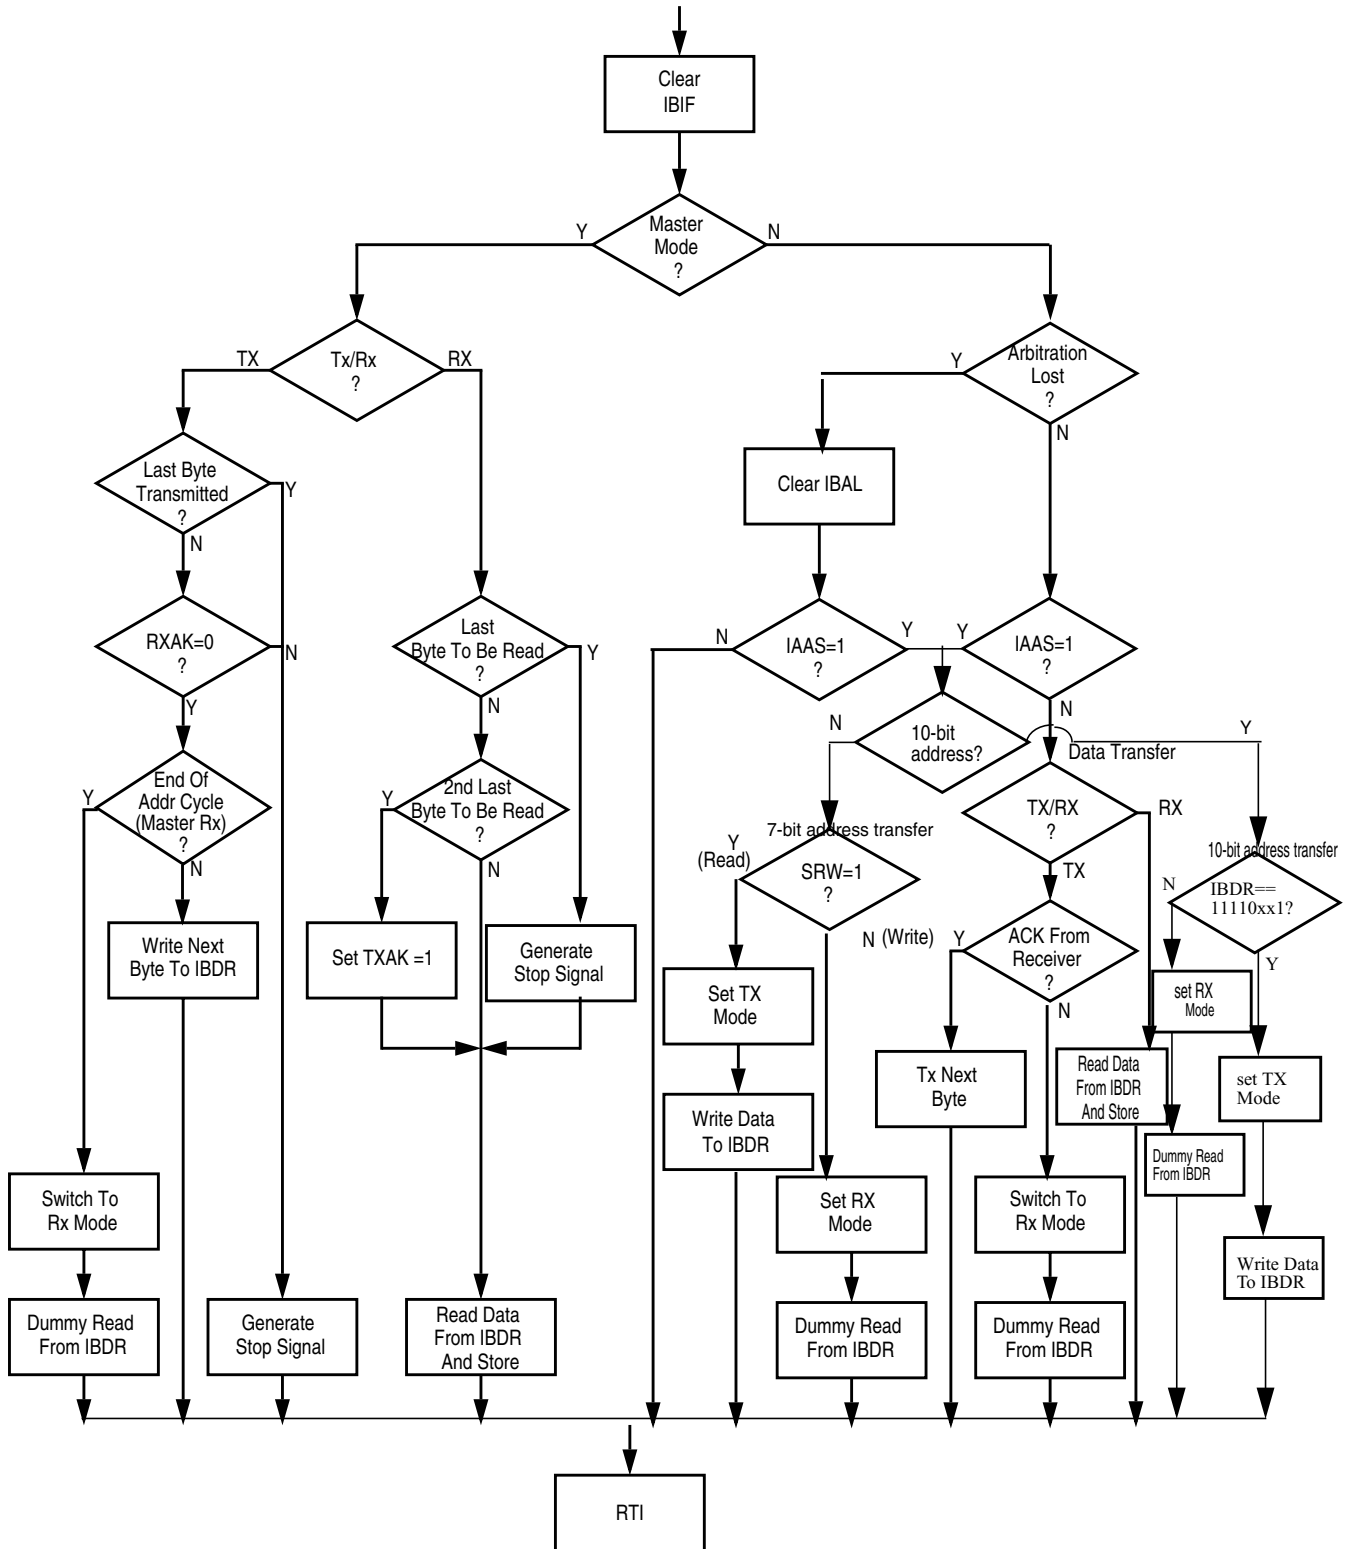 Clear
IBIF
Master
Mode
?
Y
N
Tx/Rx
?
TX
RX
Arbitration
Lost
?
Y
N
Last Byte
Transmitted
?
Y
N
Clear IBAL
RXAK=0
?
N
Y
Last
Byte To Be Read
?
Y
N
IAAS=1
?
N
Y
IAAS=1
?
Y
N
10-bit
address?
N
Y
Data Transfer
End Of
Addr Cycle
(Master Rx)
?
Y
N
2nd Last
Byte To Be Read
?
Y
N
7-bit address transfer
SRW=1
?
Y
(Read)
N (Write)
TX/RX
?
RX
TX
10-bit address transfer
IBDR==
11110xx1?
N
Y
Write Next
Byte To IBDR
Set TXAK =1
Generate
Stop Signal
Set TX
Mode
ACK From
Receiver
?
Y
N
set RX
Mode
Tx Next
Byte
Read Data
From IBDR
And Store
set TX
Mode
Write Data
To IBDR
Dummy Read
From IBDR
Switch To
Rx Mode
Set RX
Mode
Switch To
Rx Mode
Write Data
To IBDR
Dummy Read
From IBDR
Generate
Stop Signal
Read Data
From IBDR
And Store
Dummy Read
From IBDR
Dummy Read
From IBDR
RTI